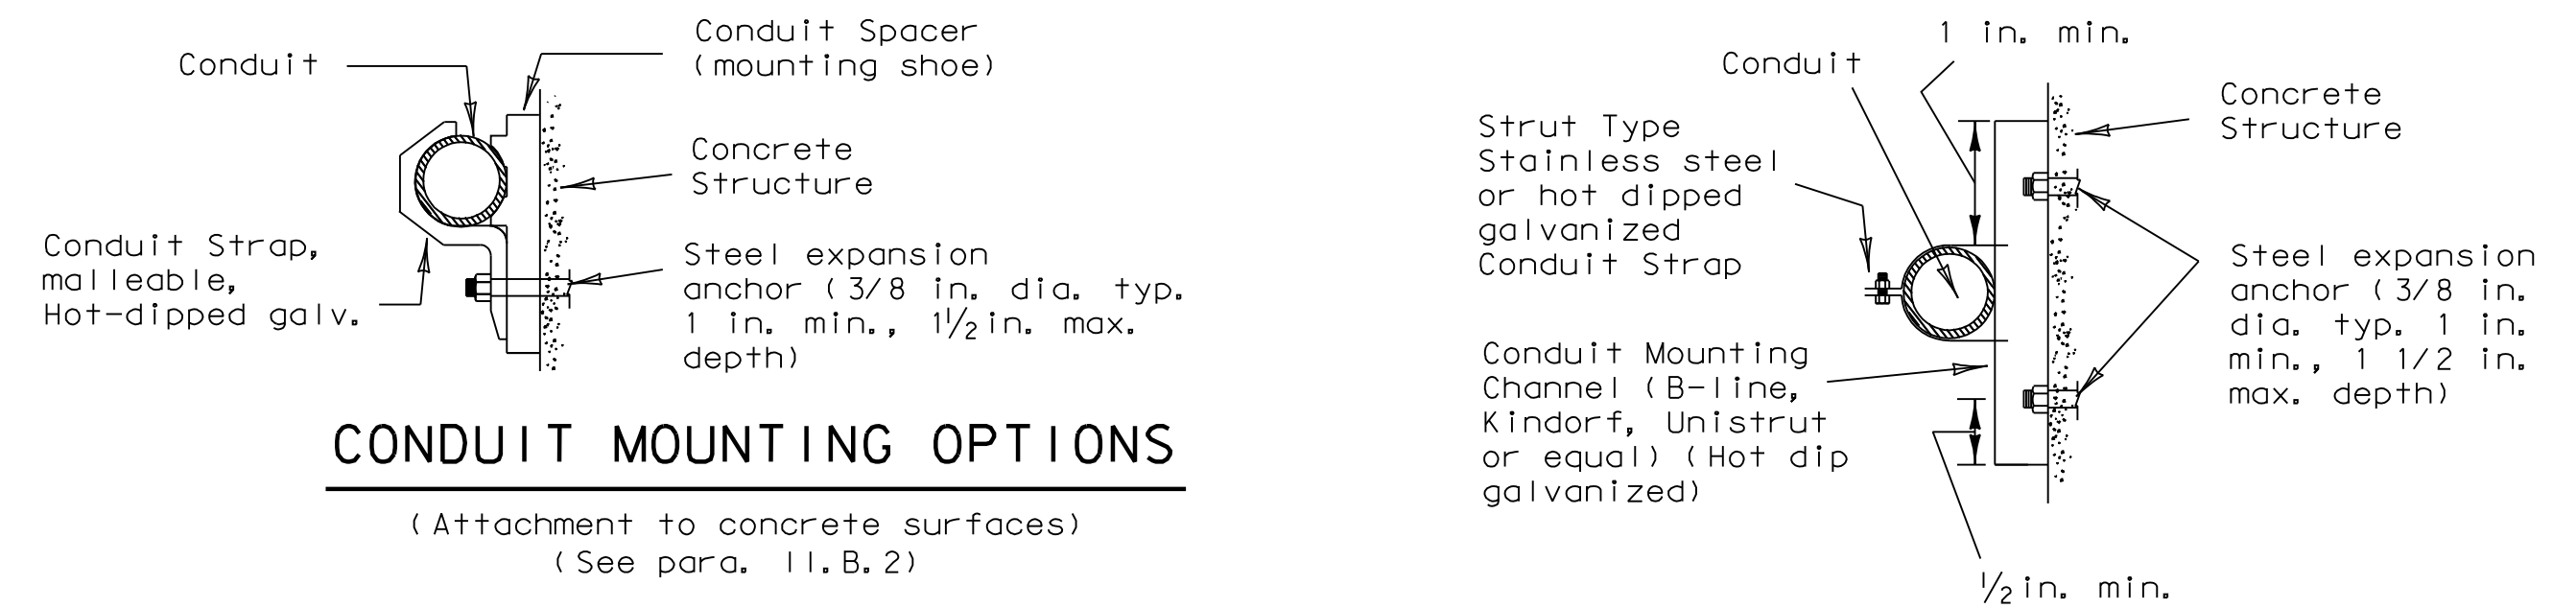 Conduit
Conduit Spacer
(mounting shoe)
Concrete
Structure
Conduit Strap,
malleable,
Hot-dipped galv.
Steel expansion
anchor (3/8 in. dia. typ.
1 in. min., 1½in. max.
depth)
CONDUIT MOUNTING OPTIONS
(Attachment to concrete surfaces)
(See para. II.B.2)
1 in. min.
Conduit
Concrete
Structure
Strut Type
Stainless steel
or hot dipped
galvanized
Conduit Strap
Steel expansion
anchor (3/8 in.
dia. typ. 1 in.
min., 1 1/2 in.
max. depth)
Conduit Mounting
Channel (B-line,
Kindorf, Unistrut
or equal) (Hot dip
galvanized)
½in. min.